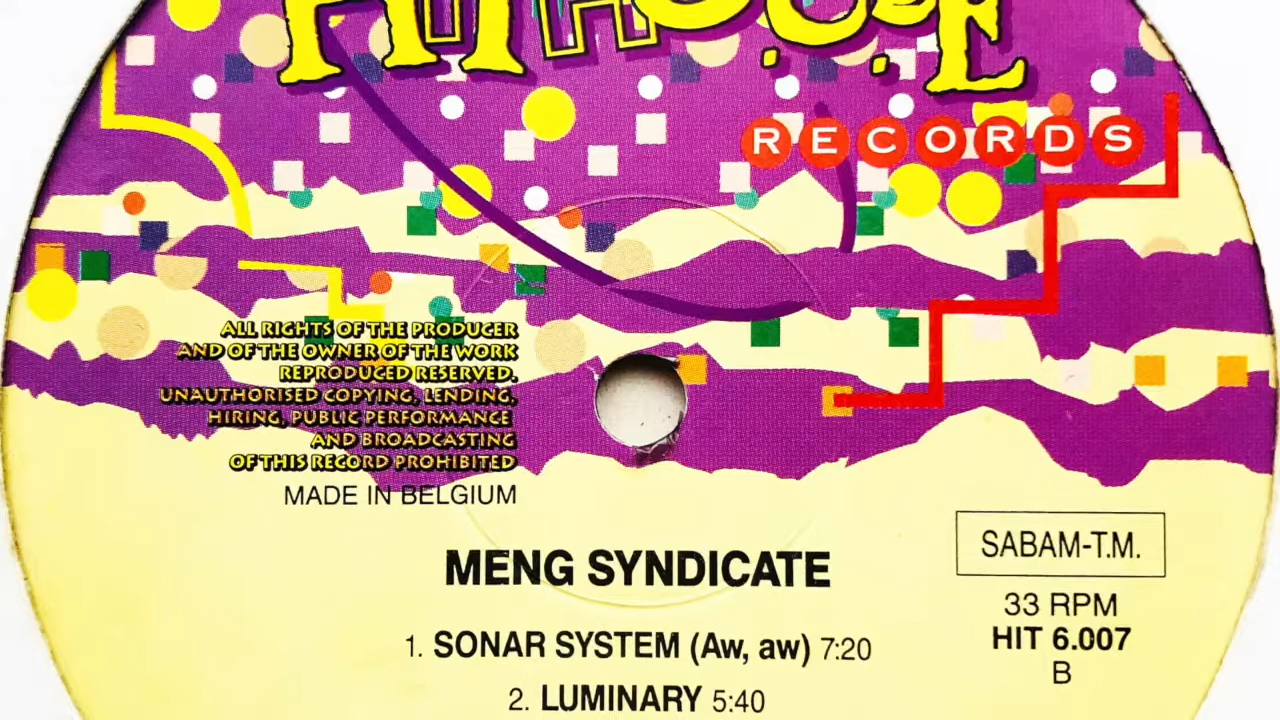 HITHOUSE
RECORDS
ALL RIGHTS OF THE PRODUCER
AND OF THE OWNER OF THE WORK
REPRODUCED RESERVED.
UNAUTHORISED COPYING, LENDING,
HIRING, PUBLIC PERFORMANCE
AND BROADCASTING
OF THIS RECORD PROHIBITED
MADE IN BELGIUM
SABAM-T.M.
33 RPM
HIT 6.007
B
MENG SYNDICATE
1. SONAR SYSTEM (Aw, aw) 7:20
2. LUMINARY 5:40